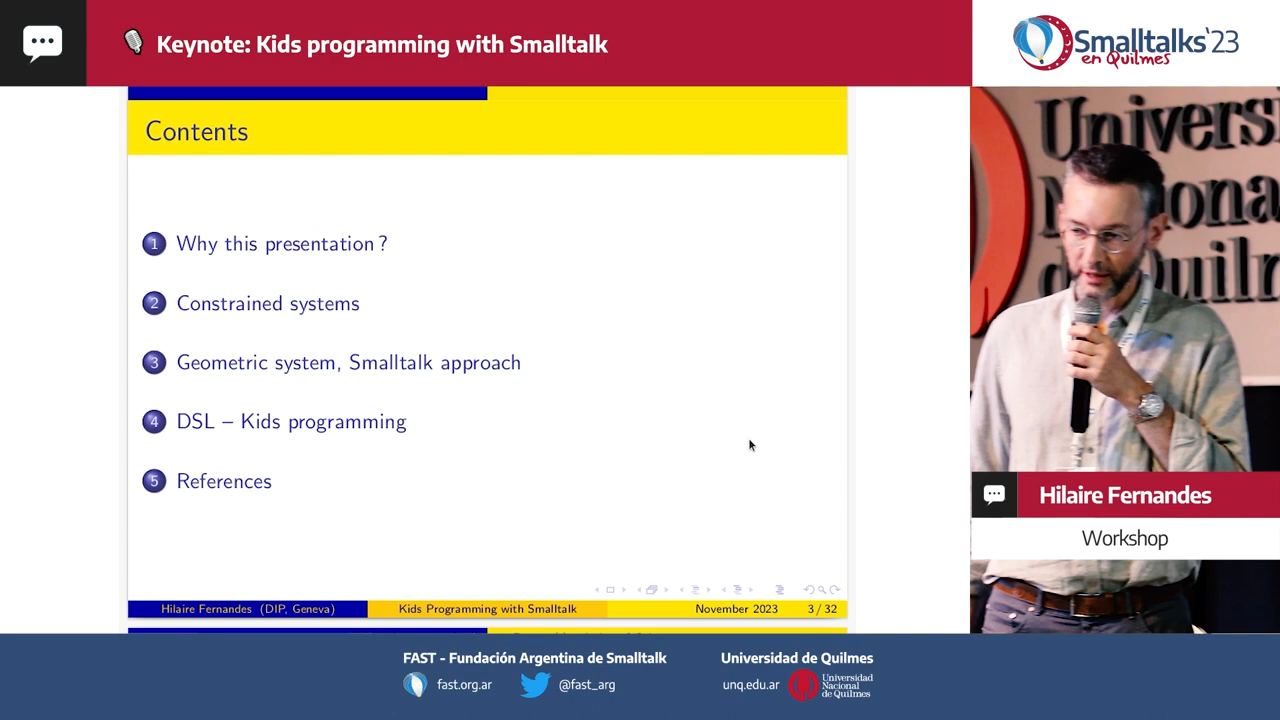 Keynote: Kids programming with Smalltalk
Smalltalks'23
en Quilmes
Contents
1 Why this presentation ?
2 Constrained systems
3 Geometric system, Smalltalk approach
4 DSL – Kids programming
5 References
Hilaire Fernandes (DIP, Geneva)
Kids Programming with Smalltalk
November 2023
3 / 32
Hilaire Fernandes
Workshop
FAST - Fundación Argentina de Smalltalk
fast.org.ar
@fast_arg
Universidad de Quilmes
unq.edu.ar
Universidad
Nacional
de Quilmes